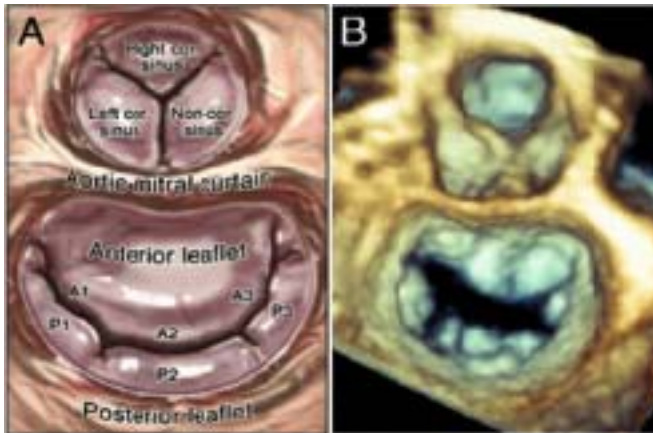 A
Right cor
sinus
Left cor
sinus
Non-cor
sinus
Aortic-mitral curtain
Anterior leaflet
A1
A3
P1
A2
P3
P2
Posterior leaflet
B